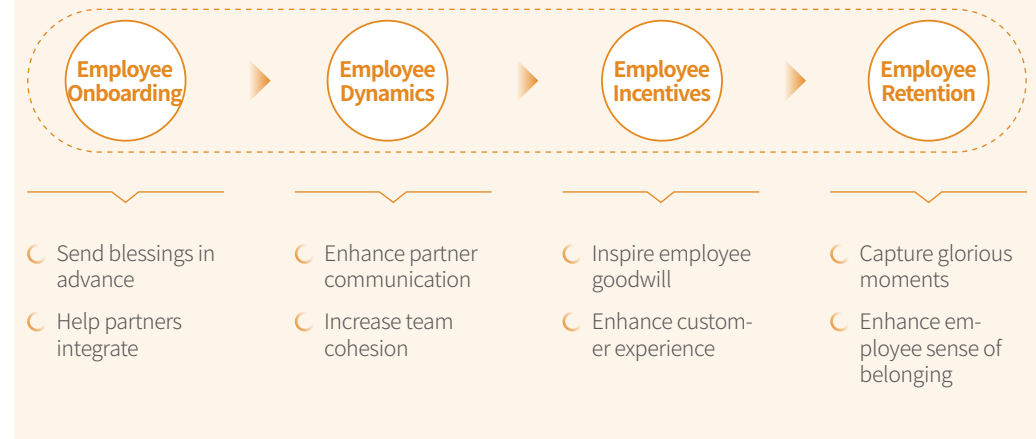 Employee
Onboarding
Employee
Dynamics
Employee
Incentives
Employee
Retention
Send blessings in
advance
Help partners
integrate
Enhance partner
communication
Increase team
cohesion
Inspire employee
goodwill
Enhance custom-
er experience
Capture glorious
moments
Enhance em-
ployee sense of
belonging